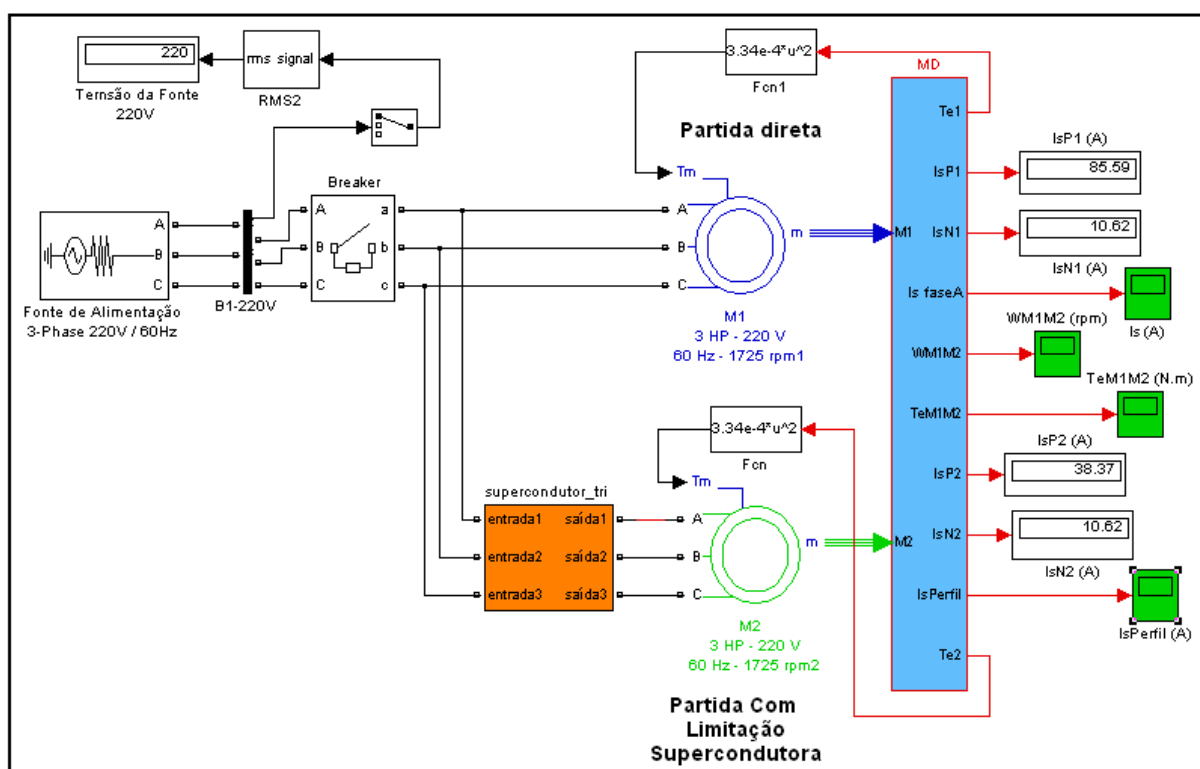 220
Ternsão da Fonte
220V
rms signal
RMS2
3.34e-4*u^2
Fcn1
Partida direta
MD
Te1
IsP1 (A)
85.59
IsP1
IsN1
10.62
IsN1 (A)
Is faseA
Is (A)
WM1M2 (rpm)
WM1M2
TeM1M2 (N.m)
TeM1M2
IsP2 (A)
38.37
IsP2
IsN2
10.62
IsN2 (A)
IsPerfil
IsPerfil (A)
Te2
M1
M2
Breaker
A
B
C
a
b
c
A
B
C
B1-220V
Fonte de Alimentação
3-Phase 220V / 60Hz
Tm
A
B
C
m
M1
3 HP - 220 V
60 Hz - 1725 rpm1
3.34e-4*u^2
Fcn
supercondutor_tri
entrada1 saída1
entrada2 saída2
entrada3 saída3
Tm
A
B
C
m
M2
3 HP - 220 V
60 Hz - 1725 rpm2
Partida Com
Limitação
Supercondutora